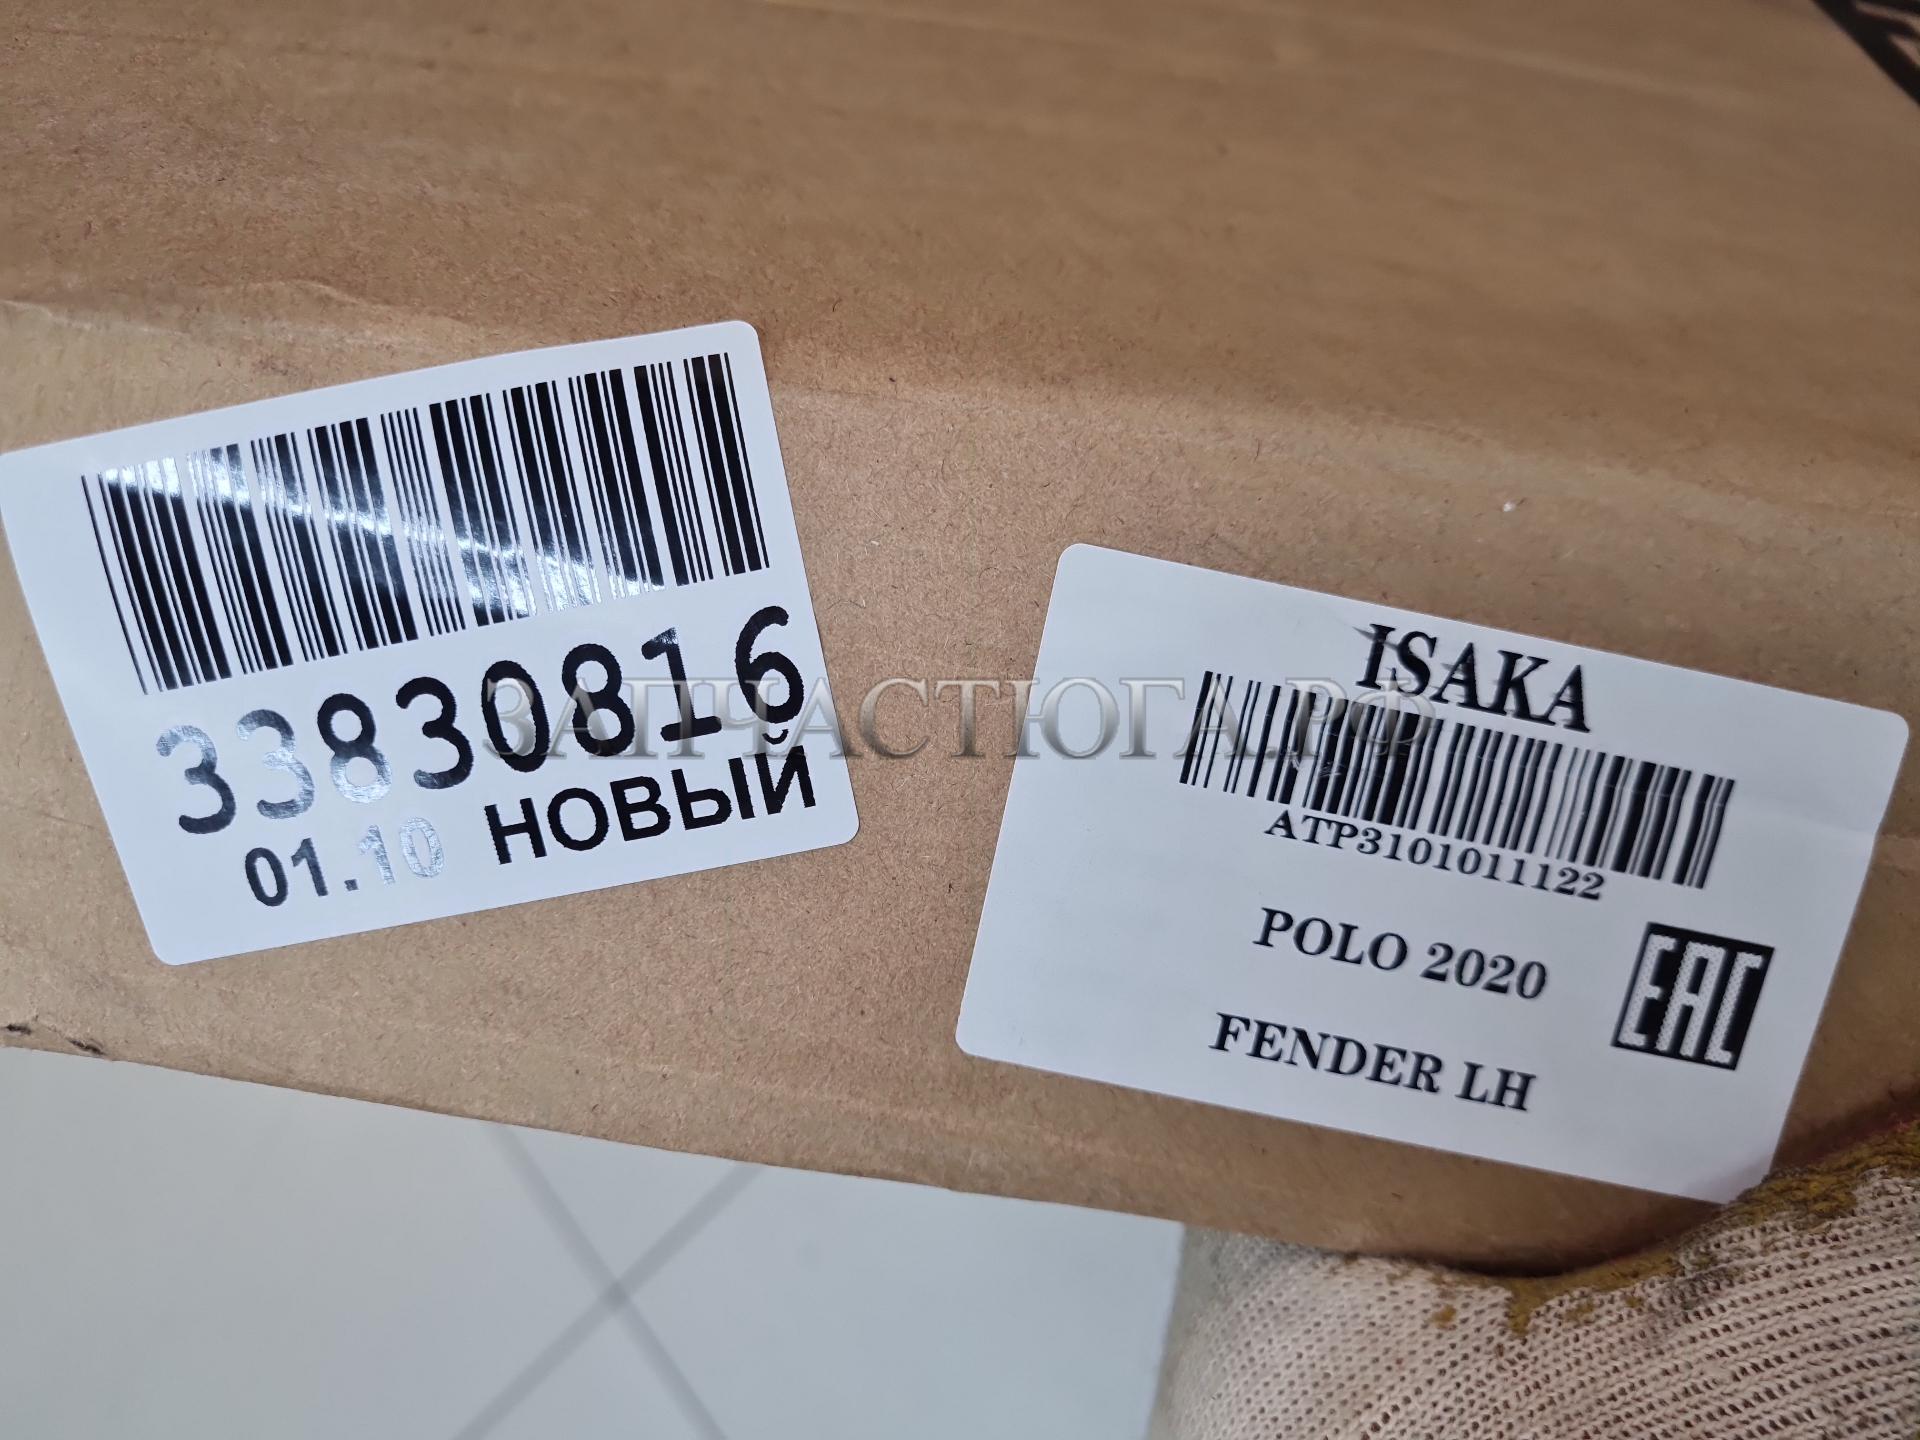 33830816
01.10 НОВЫЙ
ЗАПЧАСТЮГА.РФ
ISAKA
ATP3101011122
POLO 2020
EAC
FENDER LH